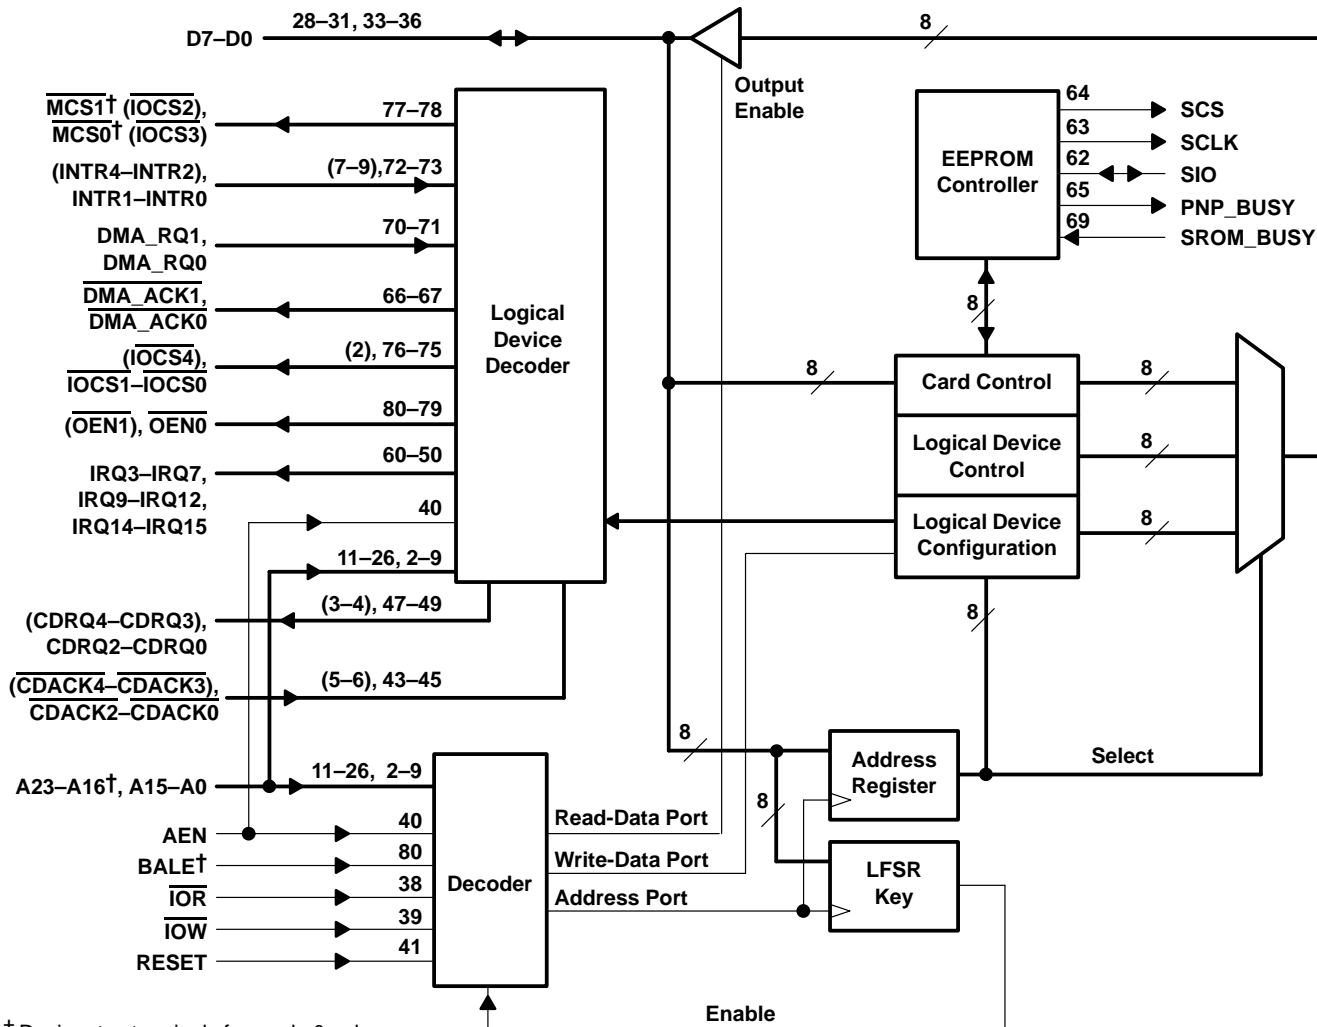 28–31, 33–36
8
D7–D0
Output
Enable
MCS1† (IOCS2),
MCS0† (IOCS3)
77–78
(INTR4–INTR2),
INTR1–INTR0
(7–9),72–73
DMA_RQ1,
DMA_RQ0
70–71
DMA_ACK1,
DMA_ACK0
66–67
(IOCS4),
IOCS1–IOCS0
(2), 76–75
(OEN1), OEN0
80–79
IRQ3–IRQ7,
IRQ9–IRQ12,
IRQ14–IRQ15
60–50
40
11–26, 2–9
(CDRQ4–CDRQ3),
CDRQ2–CDRQ0
(3–4), 47–49
(CDACK4–CDACK3),
CDACK2–CDACK0
(5–6), 43–45
Logical
Device
Decoder
EEPROM
Controller
64
SCS
63
SCLK
62
SIO
65
PNP_BUSY
69
SROM_BUSY
8
8
Card Control
8
Logical Device
Control
8
Logical Device
Configuration
8
8
8
Address
Register
Select
8
LFSR
Key
A23–A16†, A15–A0
11–26, 2–9
AEN
40
BALE†
80
IOR
38
IOW
39
RESET
41
Decoder
Read-Data Port
Write-Data Port
Address Port
Enable